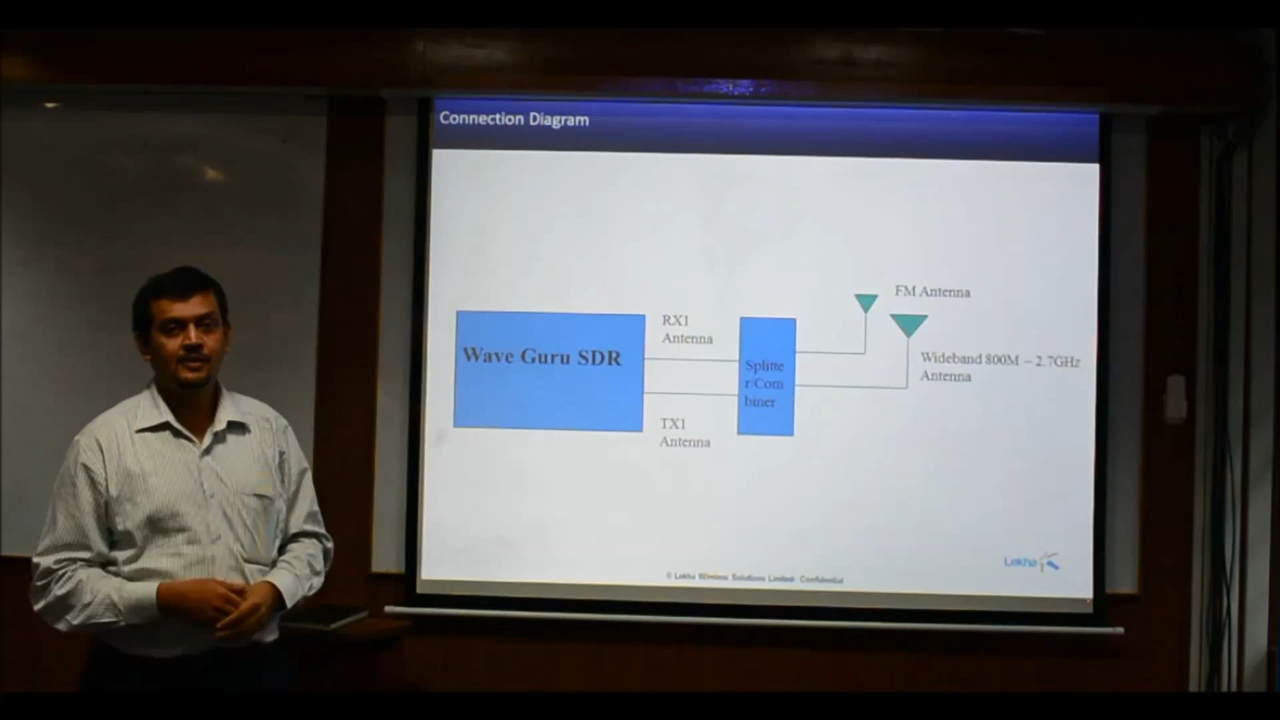 Connection Diagram
FM Antenna
RX1
Antenna
Wave Guru SDR
Splitte
r/Com
biner
Wideband 800M – 2.7GHz
Antenna
TX1
Antenna
Lekha
© Lekha Wireless Solutions Limited- Confidential